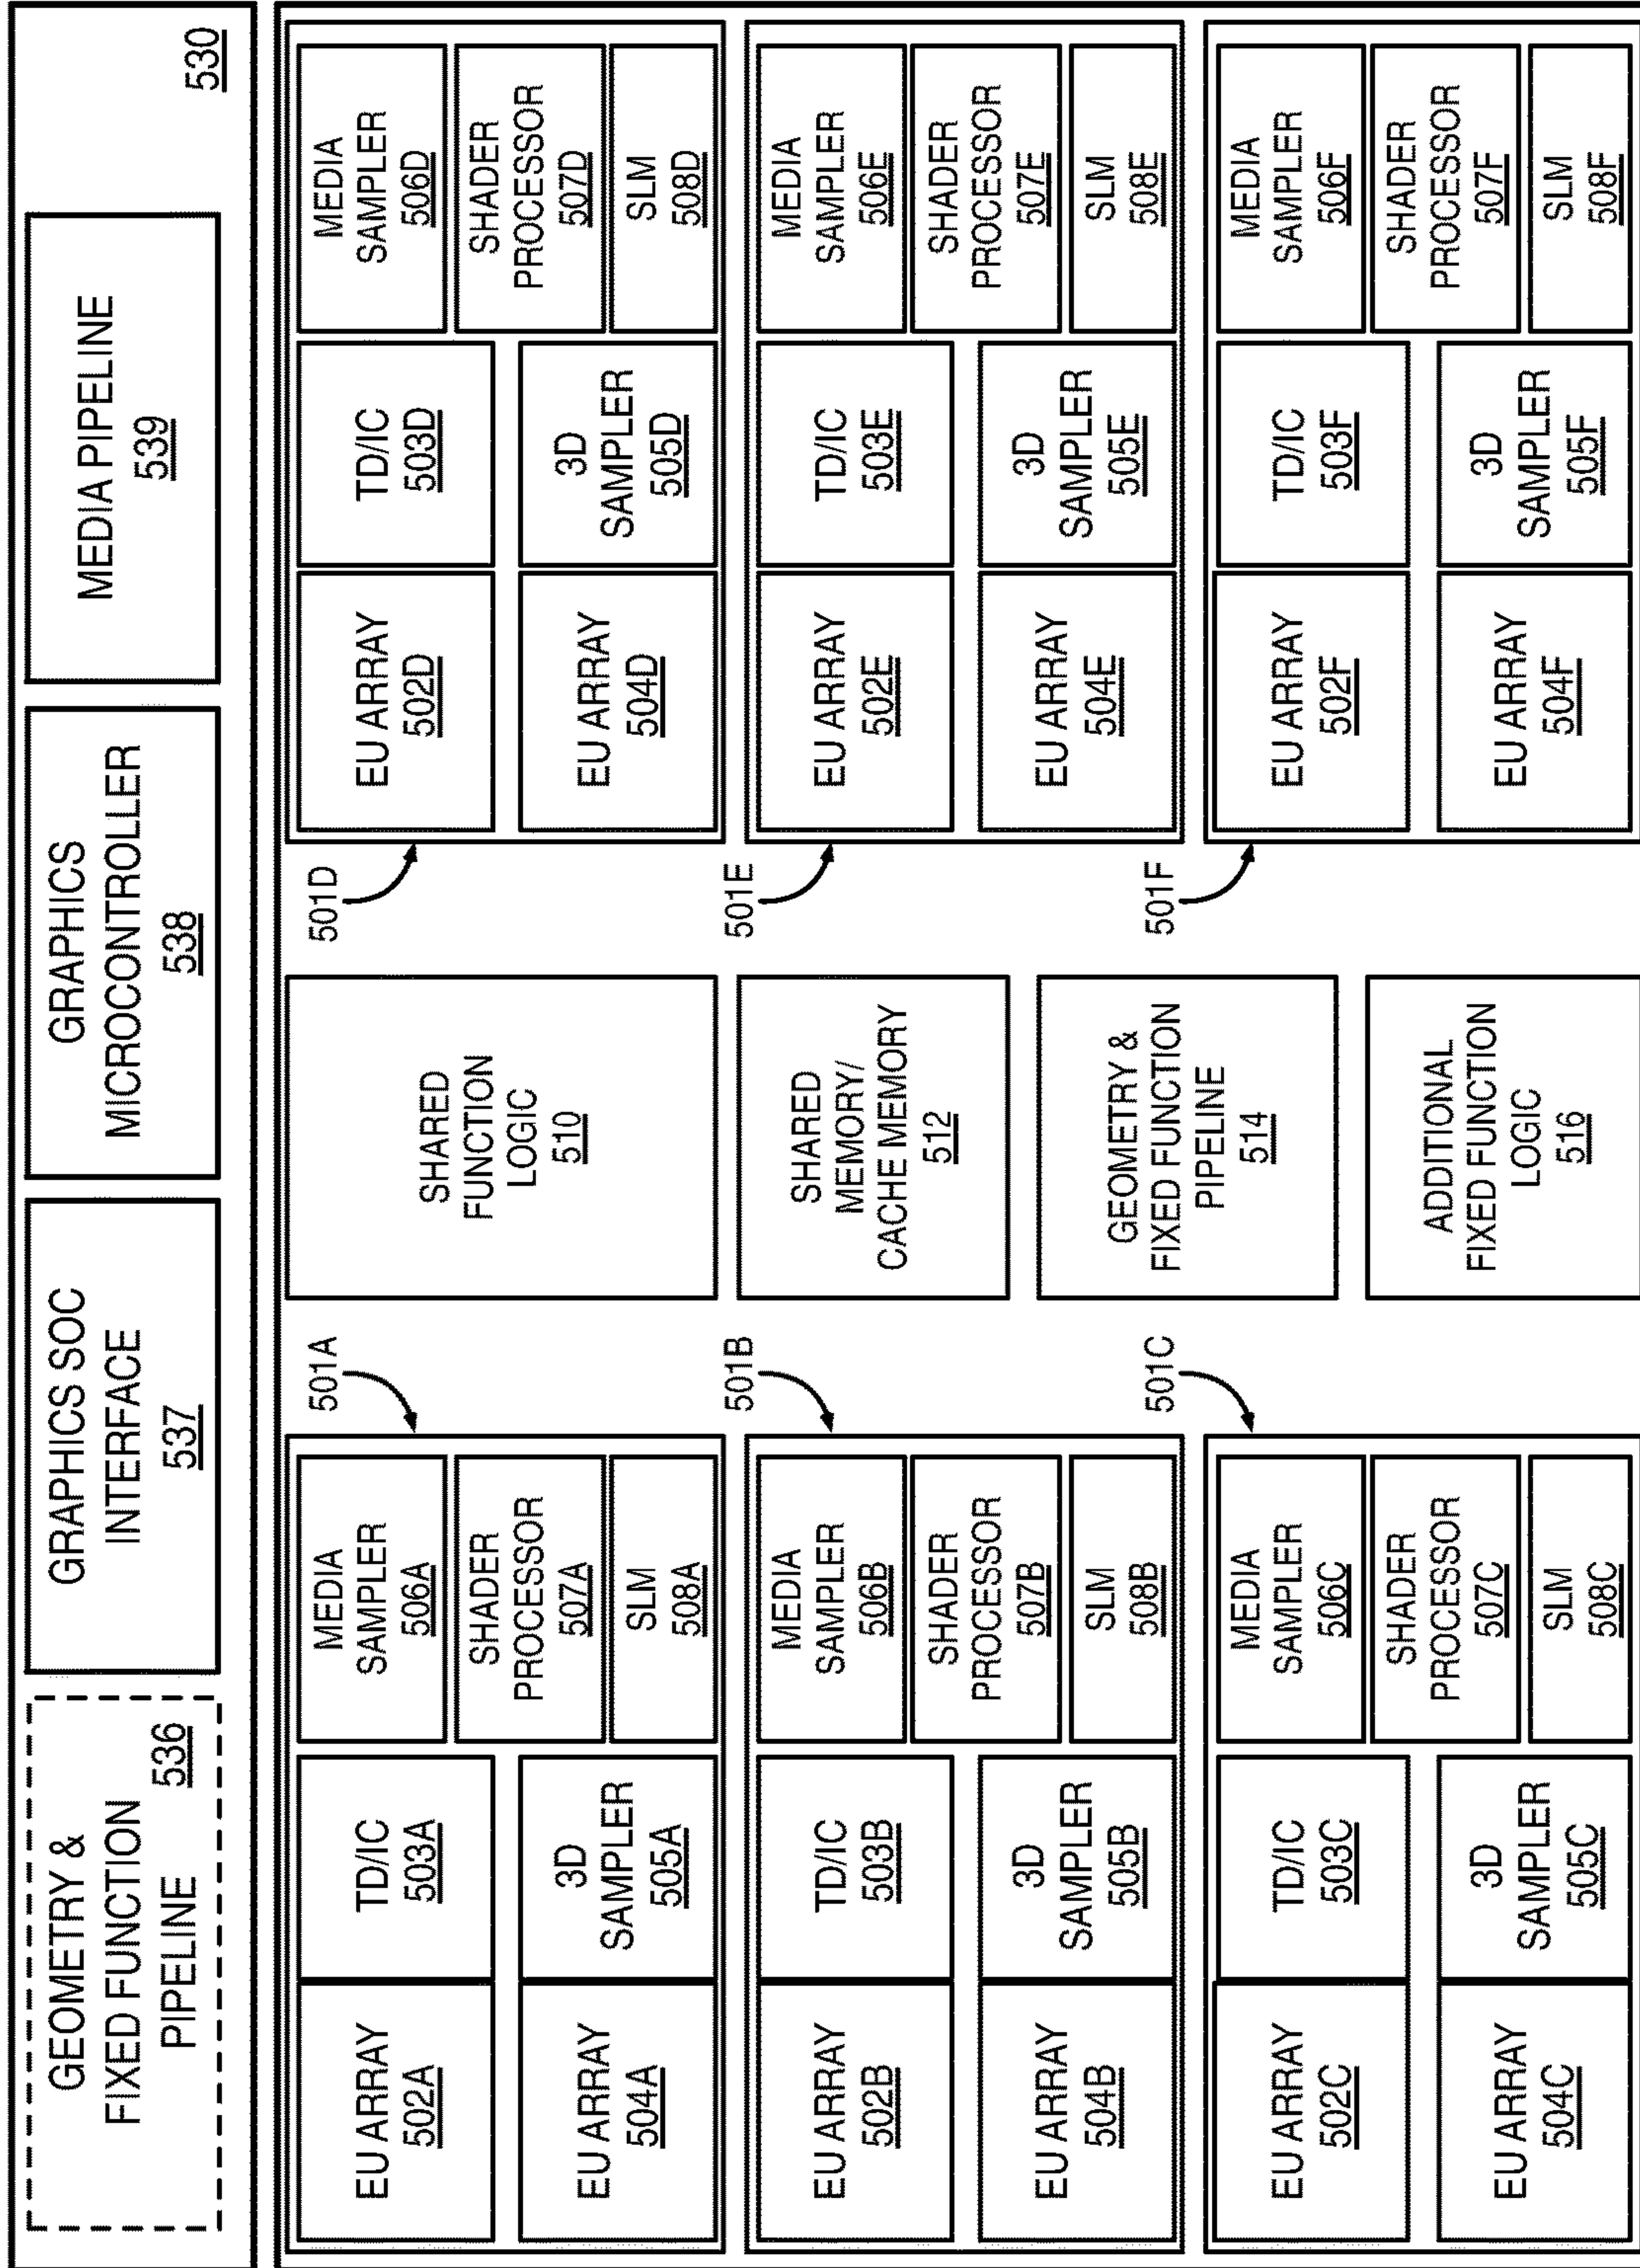 GEOMETRY &
FIXED FUNCTION
PIPELINE
536
GRAPHICS SOC
INTERFACE
537
GRAPHICS
MICROCONTROLLER
538
MEDIA PIPELINE
539
530
501A
EU ARRAY
502A
TD/IC
503A
MEDIA
SAMPLER
506A
EU ARRAY
504A
3D
SAMPLER
505A
SHADER
PROCESSOR
507A
SLM
508A
SHARED
FUNCTION
LOGIC
510
501D
EU ARRAY
502D
TD/IC
503D
MEDIA
SAMPLER
506D
EU ARRAY
504D
3D
SAMPLER
505D
SHADER
PROCESSOR
507D
SLM
508D
501B
EU ARRAY
502B
TD/IC
503B
MEDIA
SAMPLER
506B
EU ARRAY
504B
3D
SAMPLER
505B
SHADER
PROCESSOR
507B
SLM
508B
SHARED
MEMORY/
CACHE MEMORY
512
501E
EU ARRAY
502E
TD/IC
503E
MEDIA
SAMPLER
506E
EU ARRAY
504E
3D
SAMPLER
505E
SHADER
PROCESSOR
507E
SLM
508E
GEOMETRY &
FIXED FUNCTION
PIPELINE
514
501C
EU ARRAY
502C
TD/IC
503C
MEDIA
SAMPLER
506C
EU ARRAY
504C
3D
SAMPLER
505C
SHADER
PROCESSOR
507C
SLM
508C
ADDITIONAL
FIXED FUNCTION
LOGIC
516
501F
EU ARRAY
502F
TD/IC
503F
MEDIA
SAMPLER
506F
EU ARRAY
504F
3D
SAMPLER
505F
SHADER
PROCESSOR
507F
SLM
508F